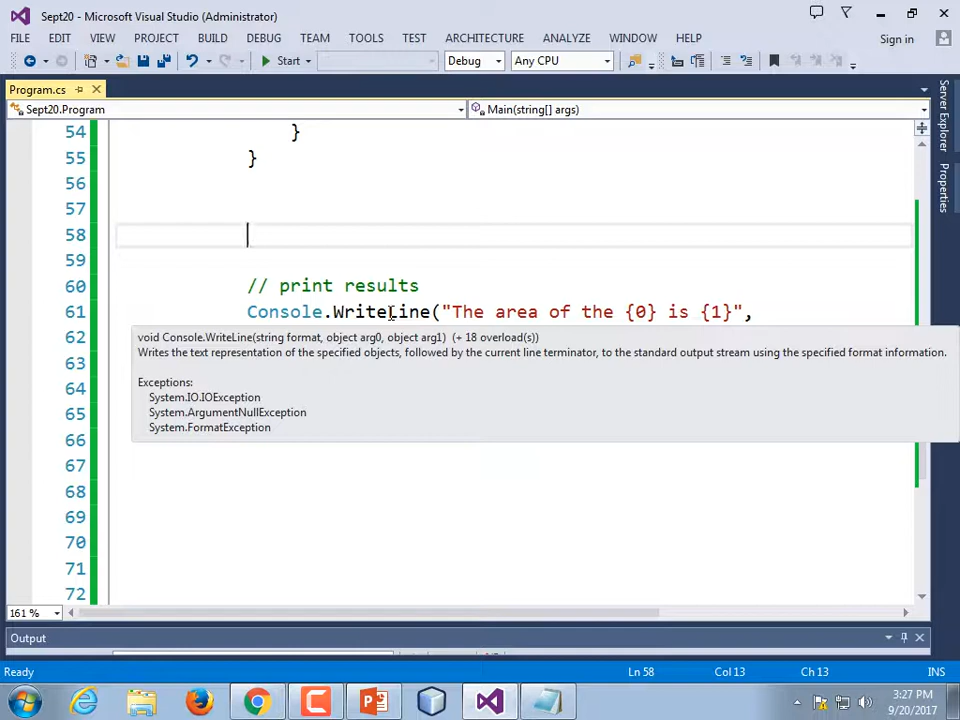 Sept20 - Microsoft Visual Studio (Administrator)
FILE EDIT VIEW PROJECT BUILD DEBUG TEAM TOOLS TEST ARCHITECTURE ANALYZE WINDOW HELP Sign in
Start Debug Any CPU
Program.cs
Sept20.Program Main(string[] args)
54 }
55 }
56
57
58
59
60 // print results
61 Console.WriteLine("The area of the {0} is {1}",
62 void Console.WriteLine(string format, object arg0, object arg1) (+ 18 overload(s))
Writes the text representation of the specified objects, followed by the current line terminator, to the standard output stream using the specified format information.
63
Exceptions:
64 System.IO.IOException
65 System.ArgumentNullException
System.FormatException
66
67
68
69
70
71
72
161 %
Output
Ready Ln 58 Col 13 Ch 13 INS
3:27 PM
9/20/2017
Server Explorer
Properties